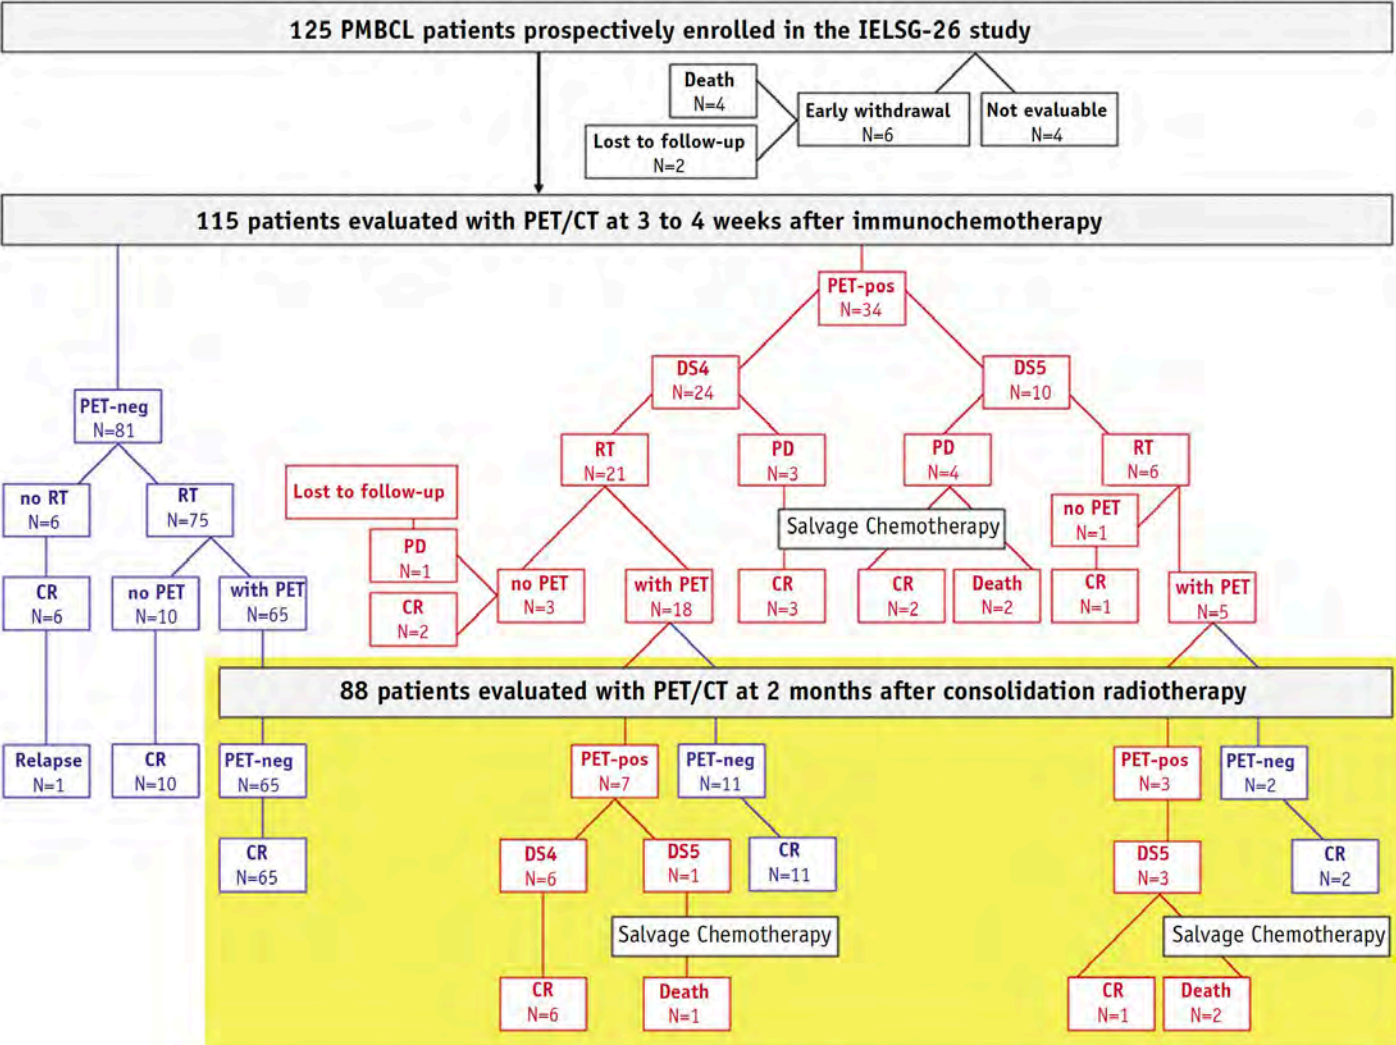 125 PMBCL patients prospectively enrolled in the IELSG-26 study
Death
N=4
Early withdrawal
N=6
Not evaluable
N=4
Lost to follow-up
N=2
115 patients evaluated with PET/CT at 3 to 4 weeks after immunochemotherapy
PET-pos
N=34
DS4
N=24
DS5
N=10
PET-neg
N=81
RT
N=21
PD
N=3
PD
N=4
RT
N=6
no RT
N=6
RT
N=75
Lost to follow-up
no PET
N=1
Salvage Chemotherapy
PD
N=1
CR
N=2
no PET
N=3
with PET
N=18
CR
N=3
CR
N=2
Death
N=2
CR
N=1
with PET
N=5
CR
N=6
no PET
N=10
with PET
N=65
88 patients evaluated with PET/CT at 2 months after consolidation radiotherapy
Relapse
N=1
CR
N=10
PET-neg
N=65
PET-pos
N=7
PET-neg
N=11
PET-pos
N=3
PET-neg
N=2
CR
N=65
DS4
N=6
DS5
N=1
CR
N=11
DS5
N=3
CR
N=2
Salvage Chemotherapy
Salvage Chemotherapy
CR
N=6
Death
N=1
CR
N=1
Death
N=2